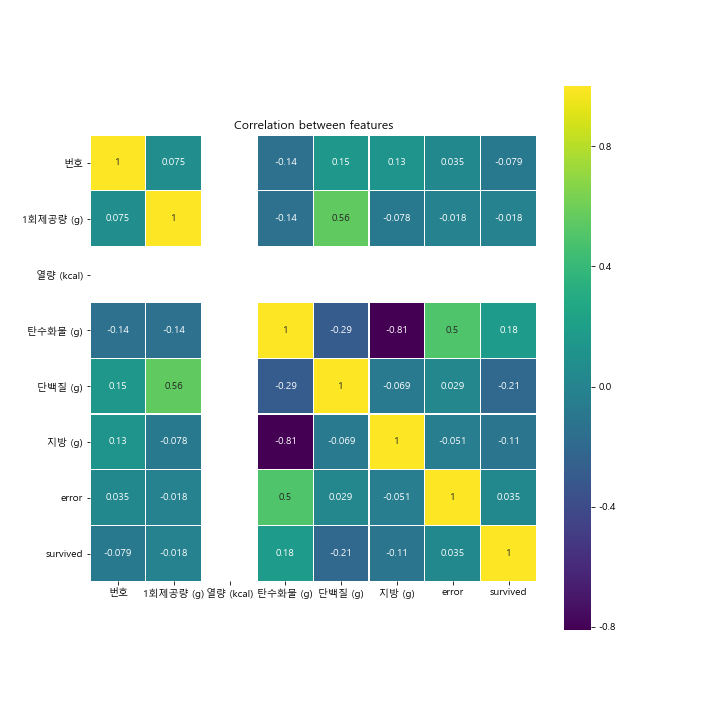 Correlation between features
번호 1 0.075 -0.14 0.15 0.13 0.035 -0.079
1회제공량 (g) 0.075 1 -0.14 0.56 -0.078 -0.018 -0.018
열량 (kcal)
탄수화물 (g) -0.14 -0.14 1 -0.29 -0.81 0.5 0.18
단백질 (g) 0.15 0.56 -0.29 1 -0.069 0.029 -0.21
지방 (g) 0.13 -0.078 -0.81 -0.069 1 -0.051 -0.11
error 0.035 -0.018 0.5 0.029 -0.051 1 0.035
survived -0.079 -0.018 0.18 -0.21 -0.11 0.035 1
번호 1회제공량 (g) 열량 (kcal) 탄수화물 (g) 단백질 (g) 지방 (g) error survived
0.8
0.4
0.0
-0.4
-0.8